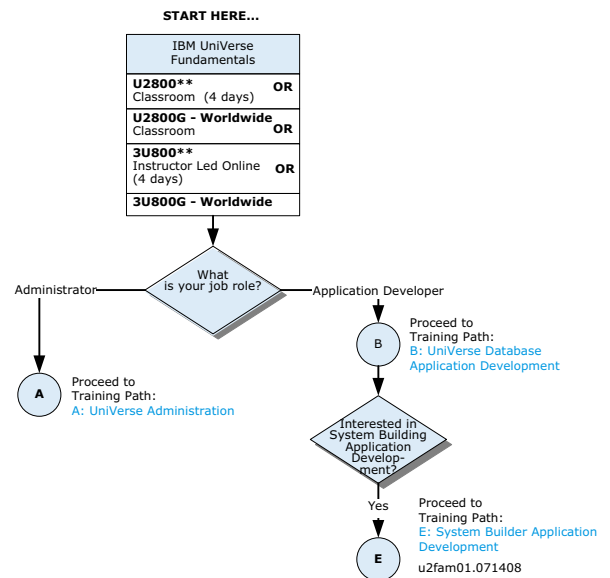 START HERE...
IBM UniVerse
Fundamentals
U2800** OR
Classroom (4 days)
U2800G - Worldwide
Classroom OR
3U800**
Instructor Led Online OR
(4 days)
3U800G - Worldwide
What
is your job role?
Administrator
Application Developer
A
Proceed to
Training Path:
A: UniVerse Administration
B
Proceed to
Training Path:
B: UniVerse Database
Application Development
Interested in
System Building
Application
Develop-
ment?
Yes
E
Proceed to
Training Path:
E: System Builder Application
Development
u2fam01.071408